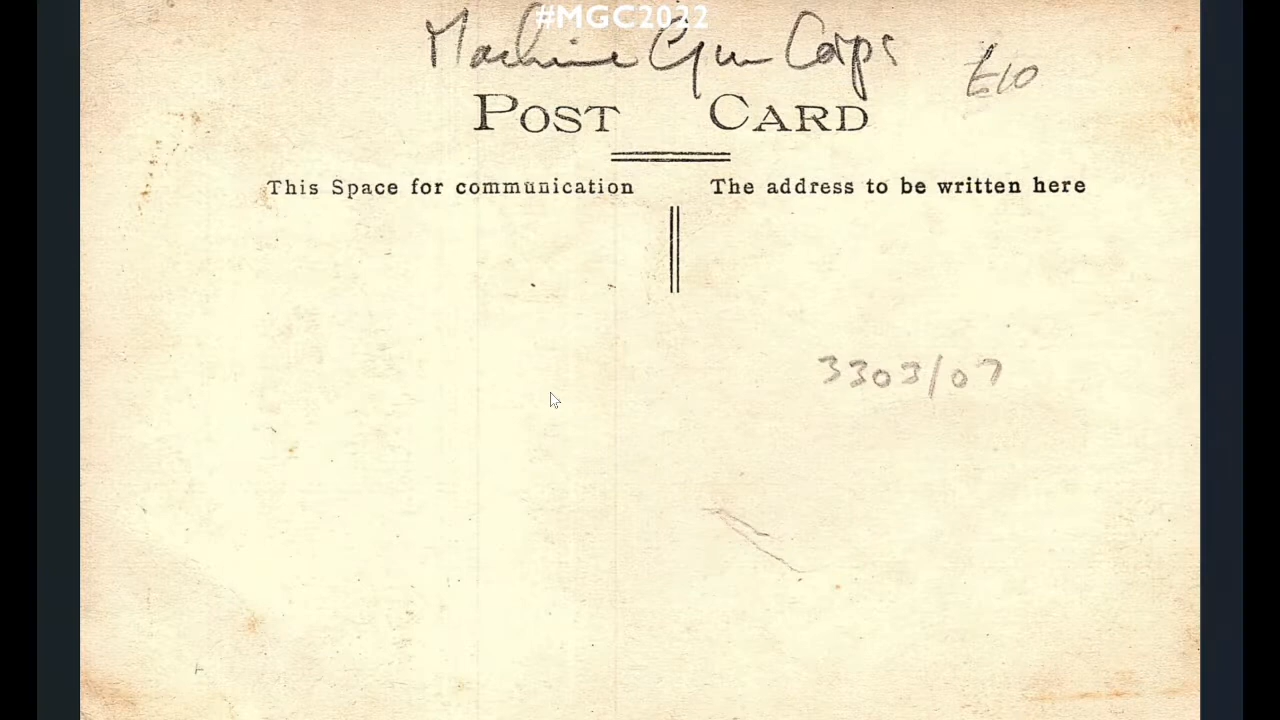 #MGC2022
Machine Gun Corps
£10
POST CARD
This Space for communication
The address to be written here
3303/07